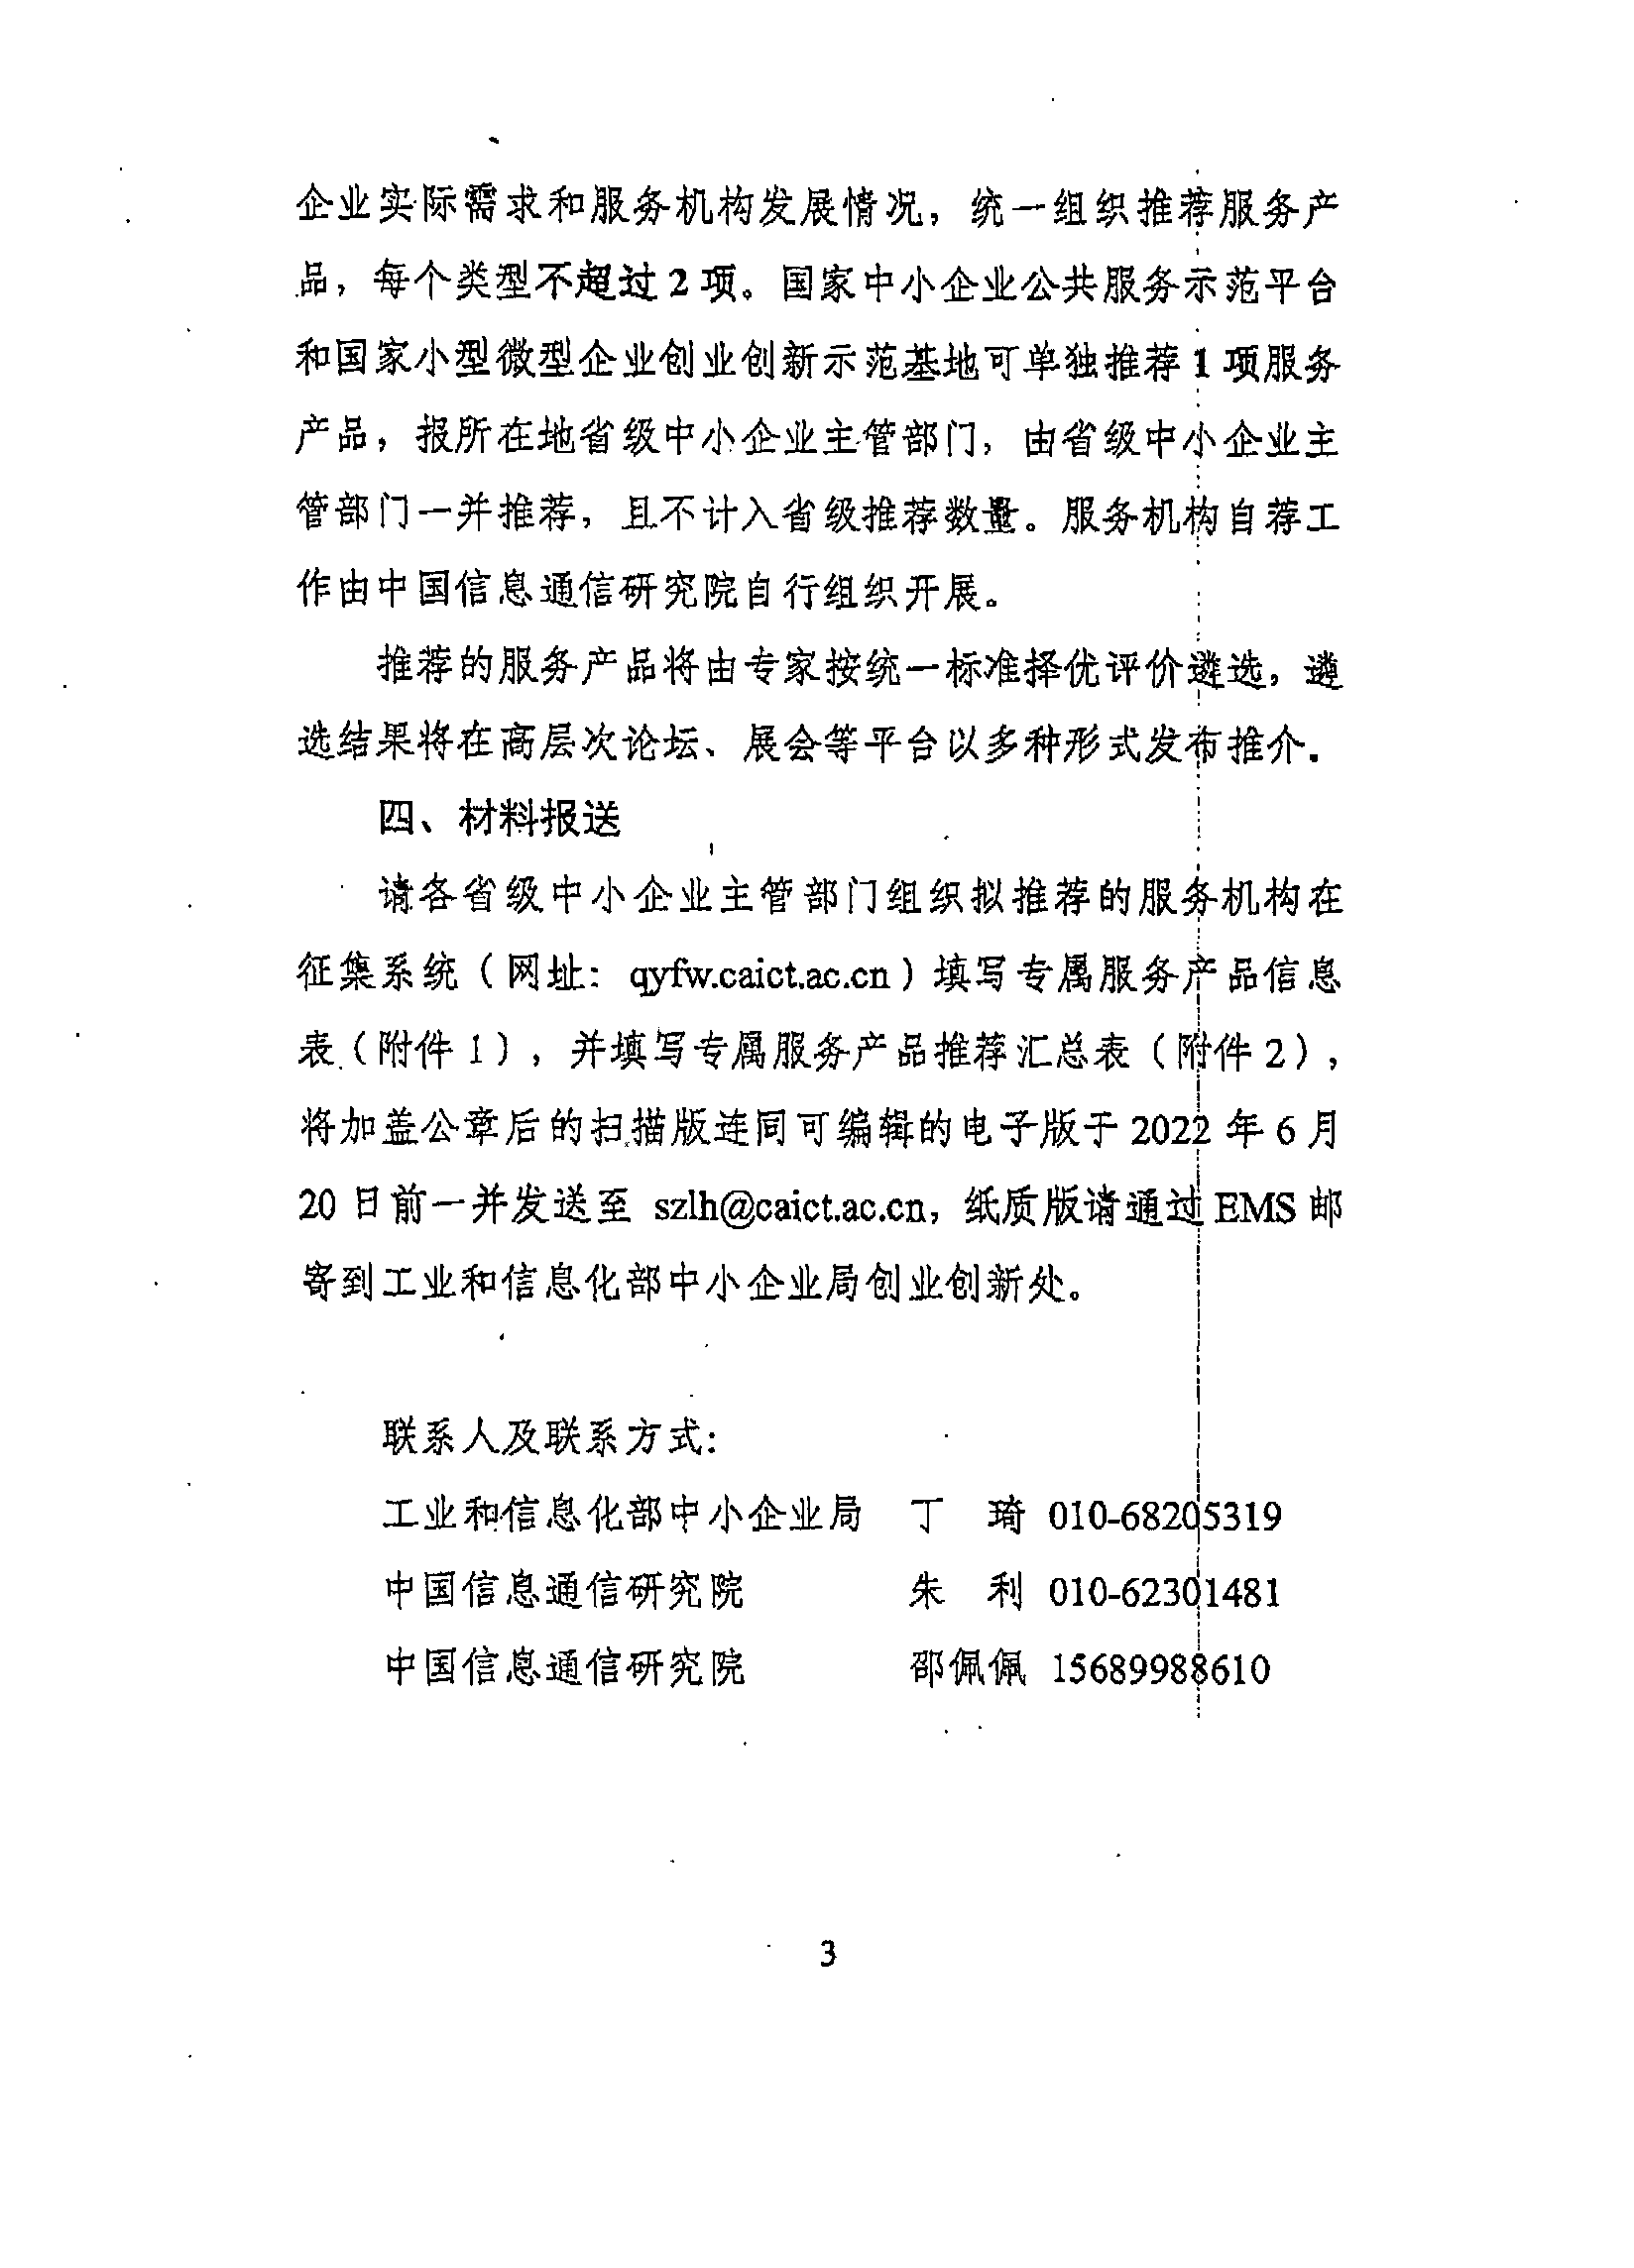 企业实际需求和服务机构发展情况，统一组织推荐服务产
品，每个类型不超过 2 项。国家中小企业公共服务示范平台
和国家小型微型企业创业创新示范基地可单独推荐 1 项服务
产品，报所在地省级中小企业主管部门，由省级中小企业主
管部门一并推荐，且不计入省级推荐数量。服务机构自荐工
作由中国信息通信研究院自行组织开展。
推荐的服务产品将由专家按统一标准择优评价遴选，遴
选结果将在高层次论坛、展会等平台以多种形式发布推介。
四、材料报送
请各省级中小企业主管部门组织拟推荐的服务机构在
征集系统（网址：qyfw.caict.ac.cn）填写专属服务产品信息
表（附件 1），并填写专属服务产品推荐汇总表（附件 2），
将加盖公章后的扫描版连同可编辑的电子版于 2022 年 6 月
20 日前一并发送至 szlh@caict.ac.cn，纸质版请通过 EMS 邮
寄到工业和信息化部中小企业局创业创新处。
联系人及联系方式：
工业和信息化部中小企业局 丁 琦 010-68205319
中国信息通信研究院 朱 利 010-62301481
中国信息通信研究院 邵佩佩 15689988610
3